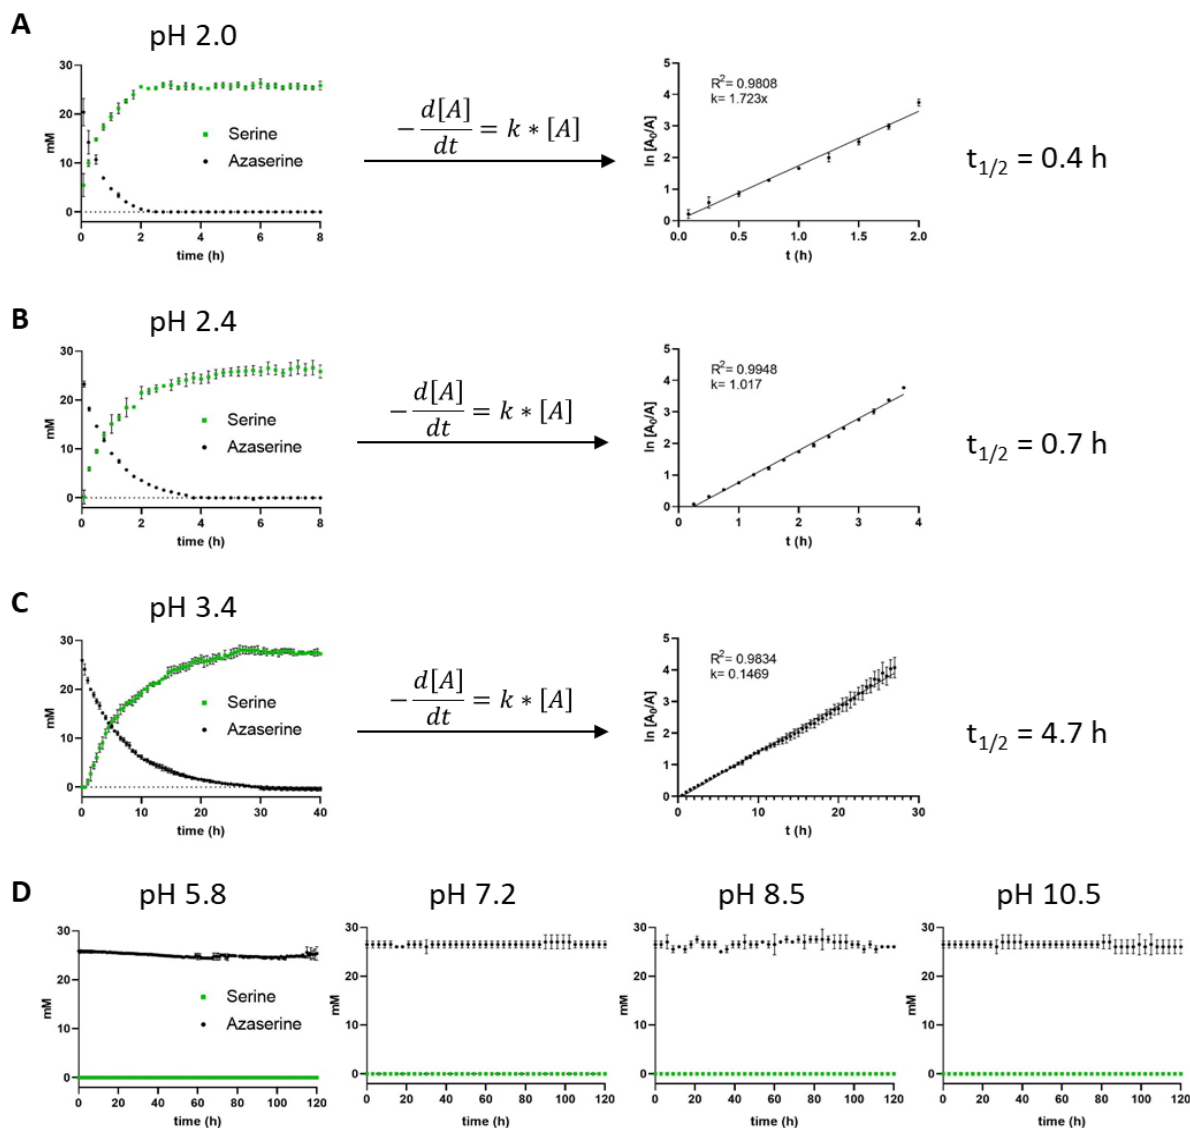 A
pH 2.0
30
20
10
0
mM
Serine
Azaserine
0 2 4 6 8
time (h)
− d[A]/dt = k ∗ [A]
5
4
3
2
1
0
ln [A₀/A]
R²= 0.9808
k= 1.723x
0.0 0.5 1.0 1.5 2.0
t (h)
t₁/₂ = 0.4 h
B
pH 2.4
30
20
10
0
mM
Serine
Azaserine
0 2 4 6 8
time (h)
− d[A]/dt = k ∗ [A]
5
4
3
2
1
0
ln [A₀/A]
R²= 0.9948
k= 1.017
0 1 2 3 4
t (h)
t₁/₂ = 0.7 h
C
pH 3.4
30
20
10
0
mM
Serine
Azaserine
0 10 20 30 40
time (h)
− d[A]/dt = k ∗ [A]
5
4
3
2
1
0
ln [A₀/A]
R²= 0.9834
k= 0.1469
0 10 20 30
t (h)
t₁/₂ = 4.7 h
D
pH 5.8
30
20
10
0
mM
Serine
Azaserine
0 20 40 60 80 100 120
time (h)
pH 7.2
30
20
10
0
mM
0 20 40 60 80 100 120
time (h)
pH 8.5
30
20
10
0
mM
0 20 40 60 80 100 120
time (h)
pH 10.5
30
20
10
0
mM
0 20 40 60 80 100 120
time (h)